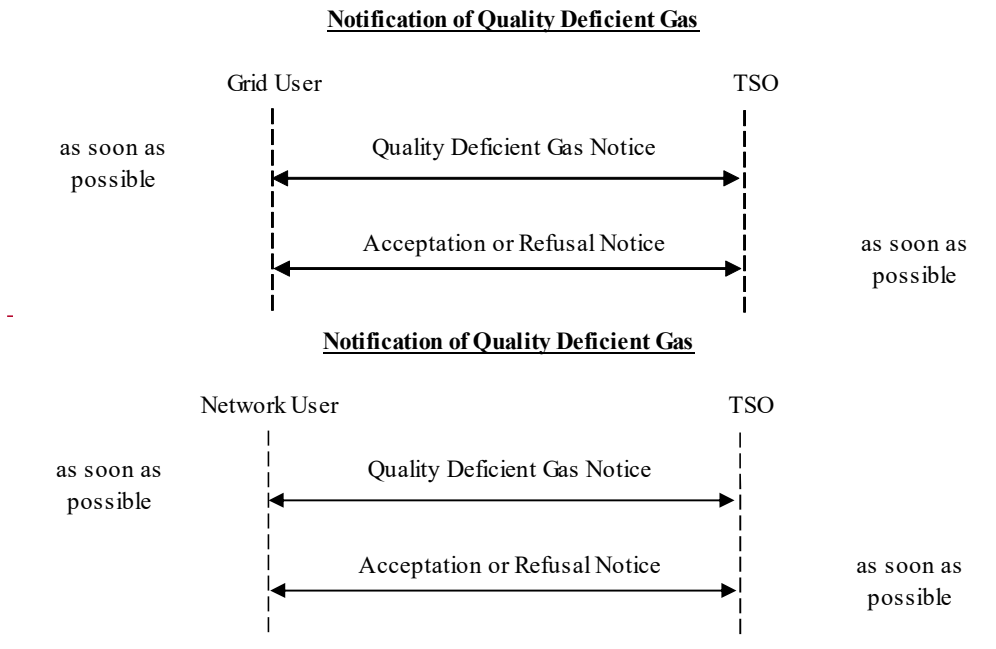 Notification of Quality Deficient Gas
Grid User TSO
as soon as Quality Deficient Gas Notice
possible
Acceptation or Refusal Notice as soon as
possible
-
Notification of Quality Deficient Gas
Network User TSO
as soon as Quality Deficient Gas Notice
possible
Acceptation or Refusal Notice as soon as
possible